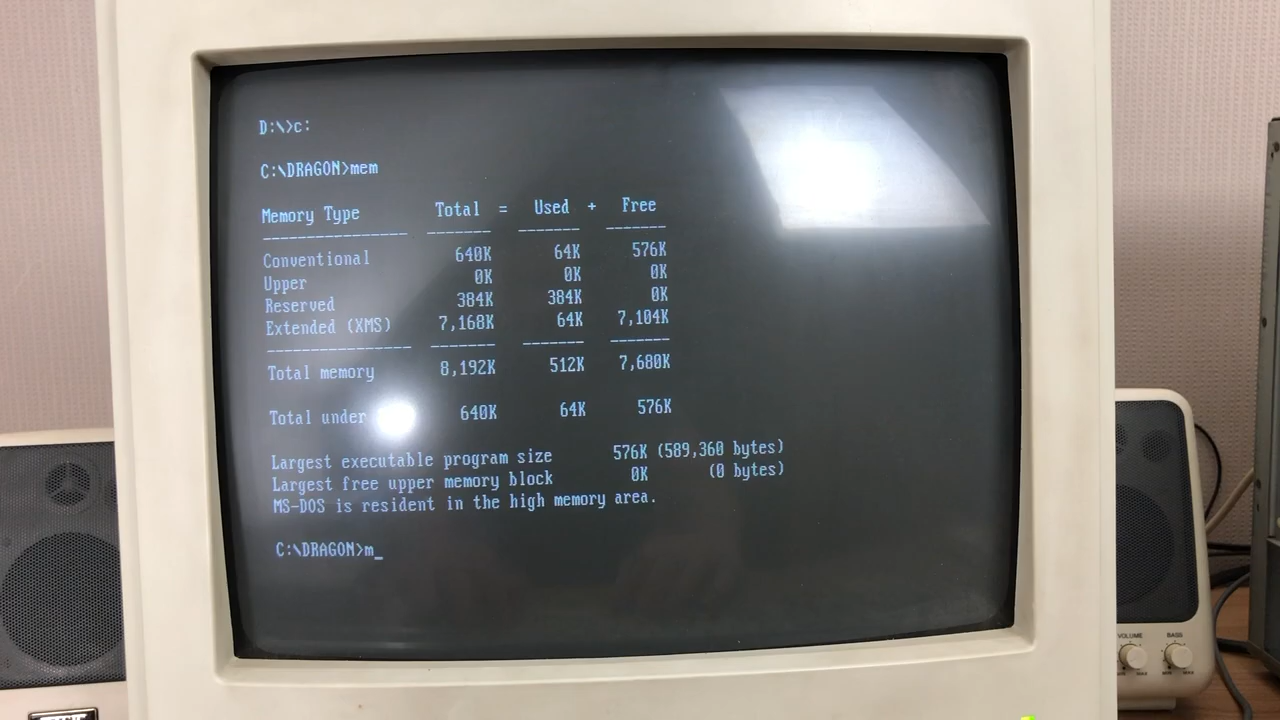 D:\>c:
C:\DRAGON>mem
Memory Type Total = Used + Free
---------------- ------- ------- -------
Conventional 640K 64K 576K
Upper 0K 0K 0K
Reserved 384K 384K 0K
Extended (XMS) 7,168K 64K 7,104K
---------------- ------- ------- -------
Total memory 8,192K 512K 7,680K
Total under 640K 64K 576K
Largest executable program size 576K (589,360 bytes)
Largest free upper memory block 0K (0 bytes)
MS-DOS is resident in the high memory area.
C:\DRAGON>m_
VOLUME BASS